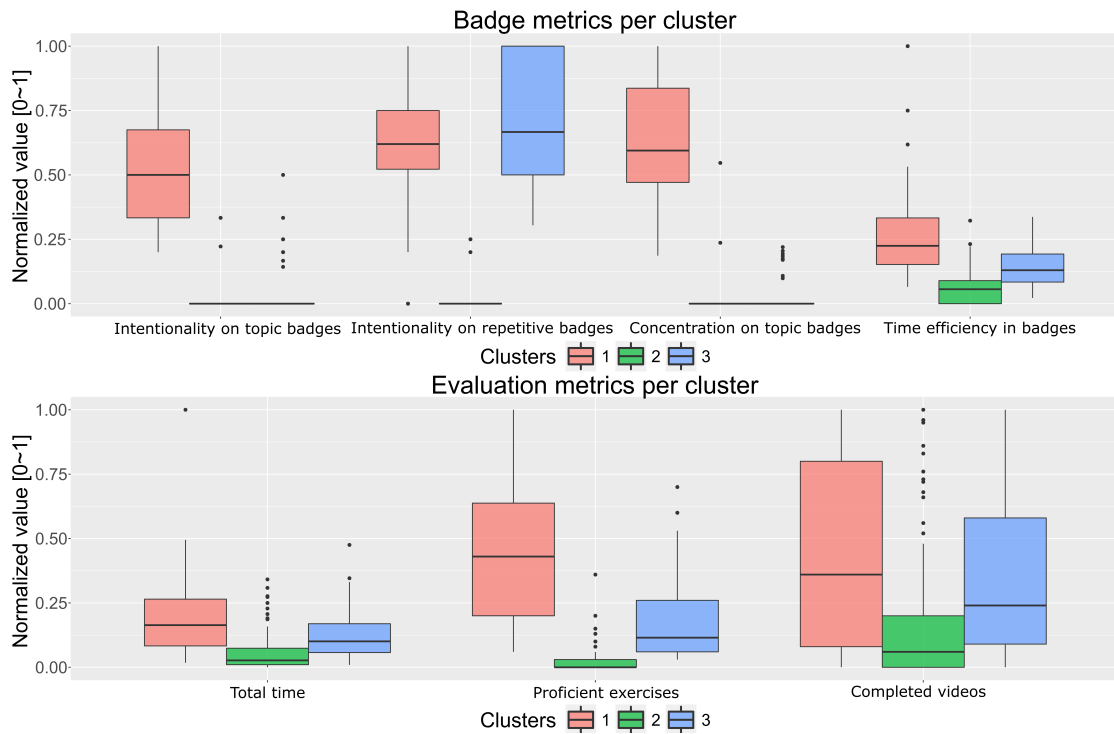 Badge metrics per cluster
Normalized value [0~1]
1.00
0.75
0.50
0.25
0.00
Intentionality on topic badges Intentionality on repetitive badges Concentration on topic badges Time efficiency in badges
Clusters 1 2 3
Evaluation metrics per cluster
Normalized value [0~1]
1.00
0.75
0.50
0.25
0.00
Total time Proficient exercises Completed videos
Clusters 1 2 3